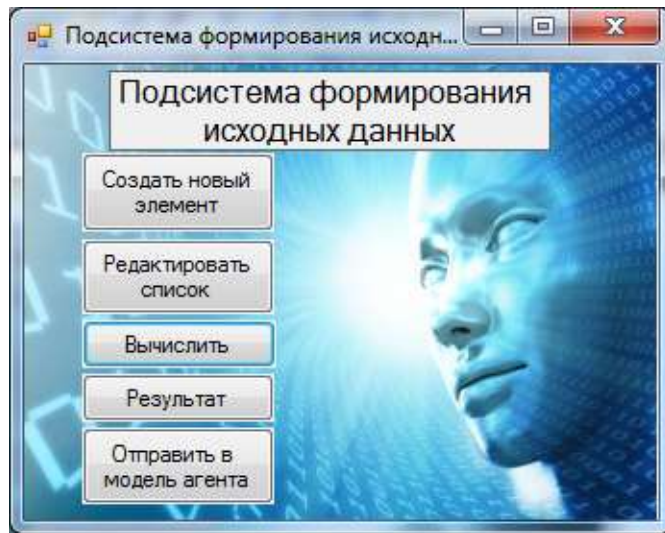 Подсистема формирования исходн...
Подсистема формирования
исходных данных
Создать новый
элемент
Редактировать
список
Вычислить
Результат
Отправить в
модель агента